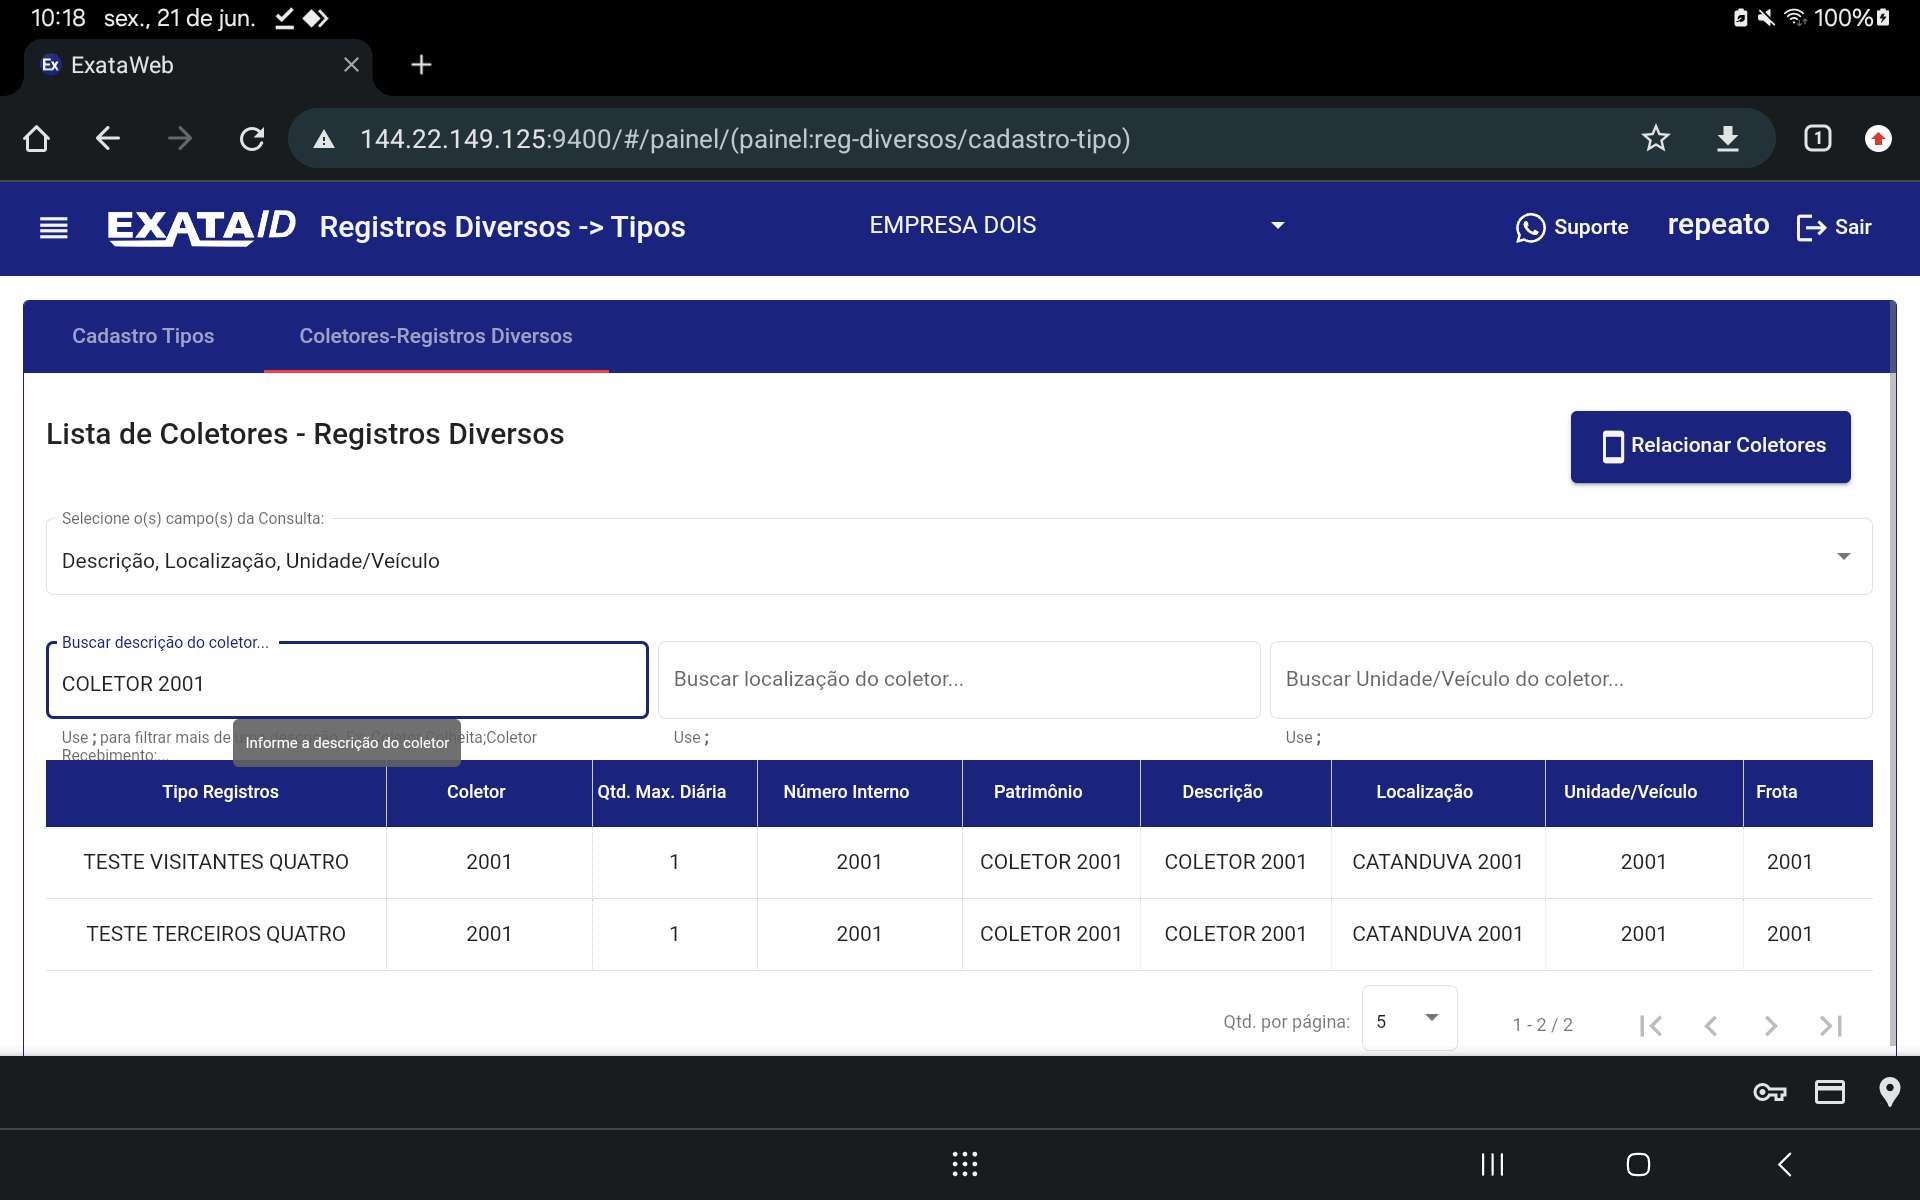 10:18 sex., 21 de jun.
100%
Ex ExataWeb
144.22.149.125:9400/#/painel/(painel:reg-diversos/cadastro-tipo)
1
EXATA/D Registros Diversos -> Tipos EMPRESA DOIS Suporte repeato Sair
Cadastro Tipos Coletores-Registros Diversos
Lista de Coletores - Registros Diversos
Relacionar Coletores
Selecione o(s) campo(s) da Consulta:
Descrição, Localização, Unidade/Veículo
Buscar descrição do coletor...
COLETOR 2001
Buscar localização do coletor...
Buscar Unidade/Veículo do coletor...
Use ; para filtrar mais de eita;Coletor
Recebimento;...
Informe a descrição do coletor
Use ;
Use ;
Tipo Registros Coletor Qtd. Max. Diária Número Interno Patrimônio Descrição Localização Unidade/Veículo Frota
TESTE VISITANTES QUATRO 2001 1 2001 COLETOR 2001 COLETOR 2001 CATANDUVA 2001 2001 2001
TESTE TERCEIROS QUATRO 2001 1 2001 COLETOR 2001 COLETOR 2001 CATANDUVA 2001 2001 2001
Qtd. por página: 5 1 - 2 / 2